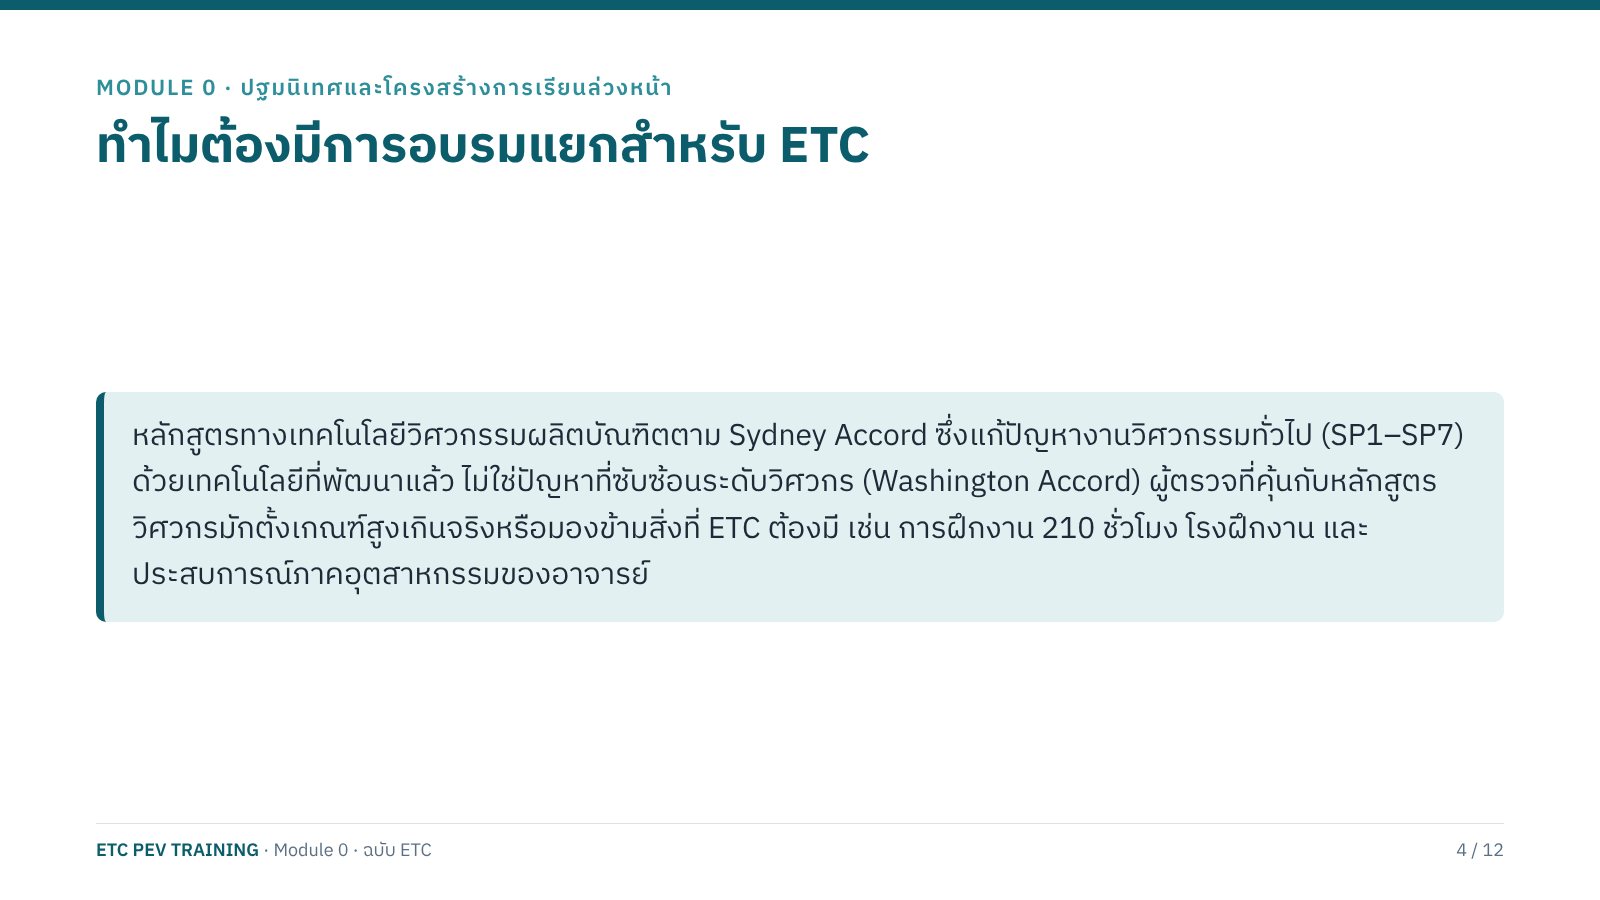 MODULE 0 · ปฐมนิเทศและโครงสร้างการเรียนล่วงหน้า
ทำไมต้องมีการอบรมแยกสำหรับ ETC
หลักสูตรทางเทคโนโลยีวิศวกรรมผลิตบัณฑิตตาม Sydney Accord ซึ่งแก้ปัญหางานวิศวกรรมทั่วไป (SP1–SP7)
ด้วยเทคโนโลยีที่พัฒนาแล้ว ไม่ใช่ปัญหาที่ซับซ้อนระดับวิศวกร (Washington Accord) ผู้ตรวจที่คุ้นกับหลักสูตร
วิศวกรมักตั้งเกณฑ์สูงเกินจริงหรือมองข้ามสิ่งที่ ETC ต้องมี เช่น การฝึกงาน 210 ชั่วโมง โรงฝึกงาน และ
ประสบการณ์ภาคอุตสาหกรรมของอาจารย์
ETC PEV TRAINING · Module 0 · ฉบับ ETC
4 / 12